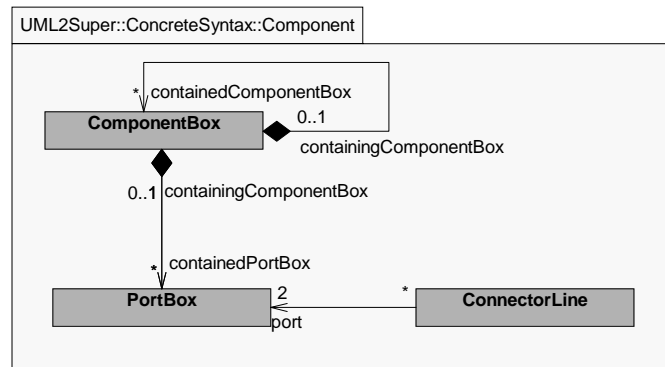 UML2Super::ConcreteSyntax::Component
* containedComponentBox
ComponentBox
0..1
containingComponentBox
0..1 containingComponentBox
* containedPortBox
PortBox
2
*
ConnectorLine
port